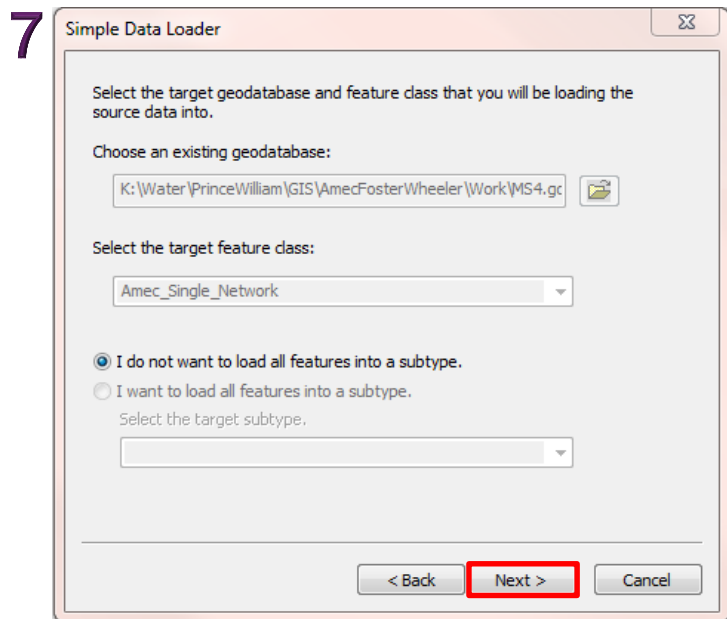 7
Simple Data Loader
Select the target geodatabase and feature class that you will be loading the
source data into.
Choose an existing geodatabase:
K:\Water\PrinceWilliam\GIS\AmecFosterWheeler\Work\MS4.gc
Select the target feature class:
Amec_Single_Network
I do not want to load all features into a subtype.
I want to load all features into a subtype.
Select the target subtype.
< Back Next > Cancel